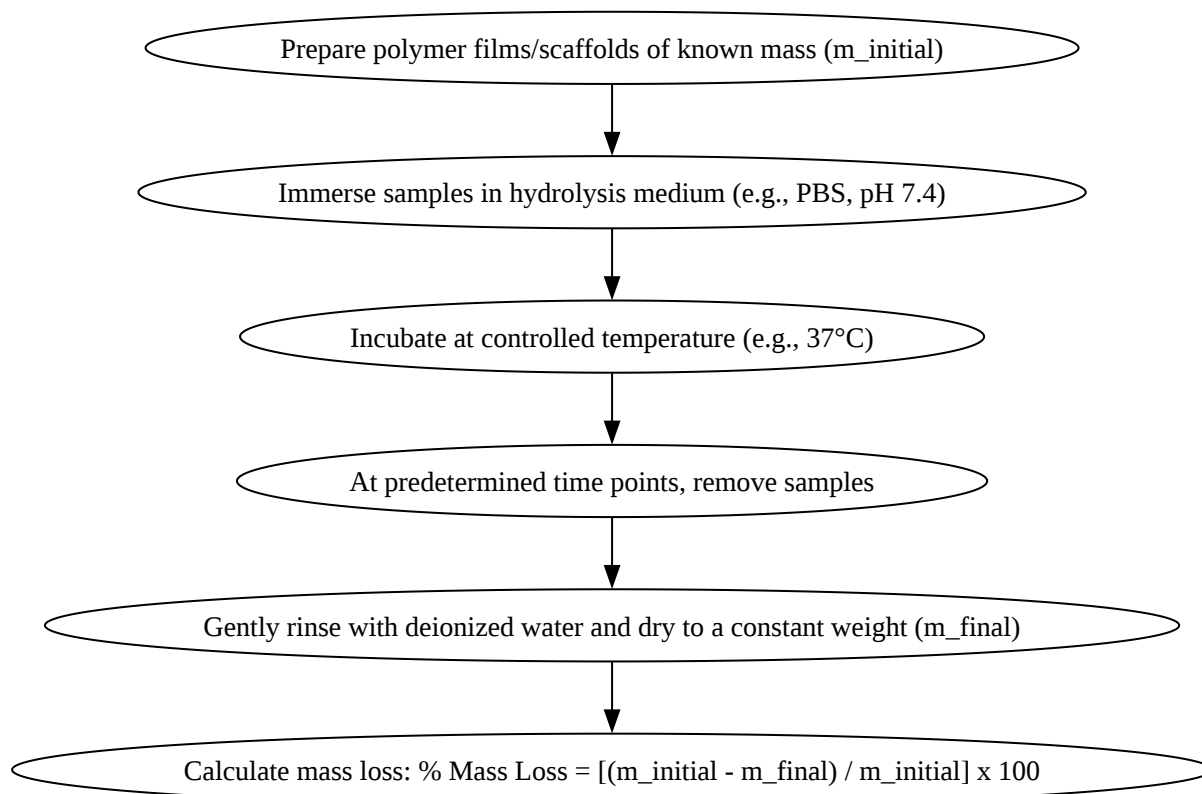 Prepare polymer films/scaffolds of known mass (m_initial)
Immerse samples in hydrolysis medium (e.g., PBS, pH 7.4)
Incubate at controlled temperature (e.g., 37°C)
At predetermined time points, remove samples
Gently rinse with deionized water and dry to a constant weight (m_final)
Calculate mass loss: % Mass Loss = [(m_initial - m_final) / m_initial] x 100